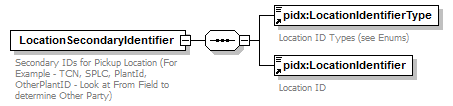 pidx:LocationIdentifierType
Location ID Types (see Enums)
LocationSecondaryIdentifier
Secondary IDs for Pickup Location (For
Example - TCN, SPLC, PlantId,
OtherPlantID - Look at From Field to
determine Other Party)
pidx:LocationIdentifier
Location ID